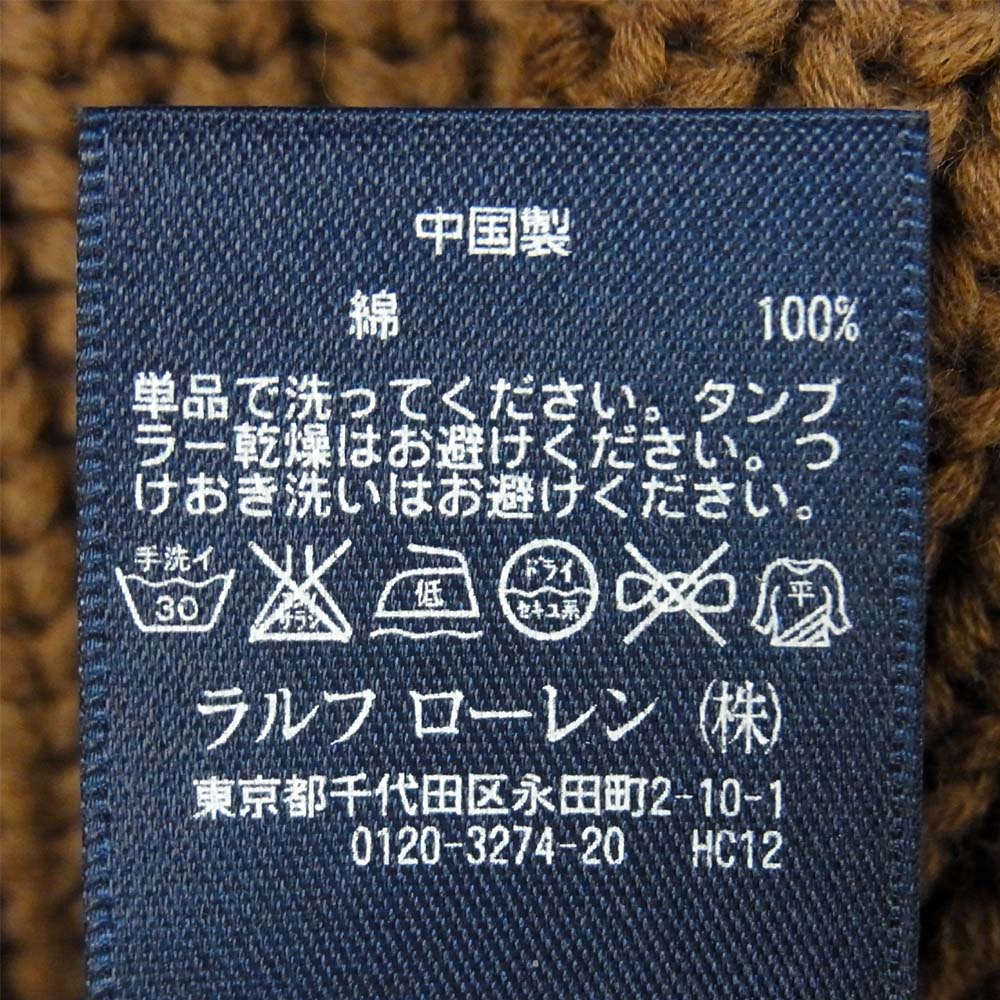 中国製
綿 100%
単品で洗ってください。タンブ
ラー乾燥はお避けください。つ
けおき洗いはお避けください。
手洗イ
30
低
ドライ
セキユ系
平
ラルフ ローレン (株)
東京都千代田区永田町2-10-1
0120-3274-20 HC12